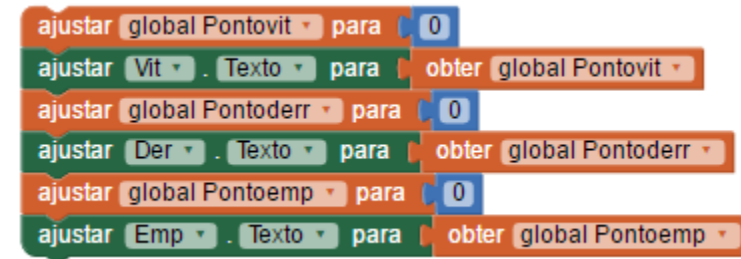 ajustar global Pontovit para 0
ajustar Vit . Texto para obter global Pontovit
ajustar global Pontoderr para 0
ajustar Der . Texto para obter global Pontoderr
ajustar global Pontoemp para 0
ajustar Emp . Texto para obter global Pontoemp